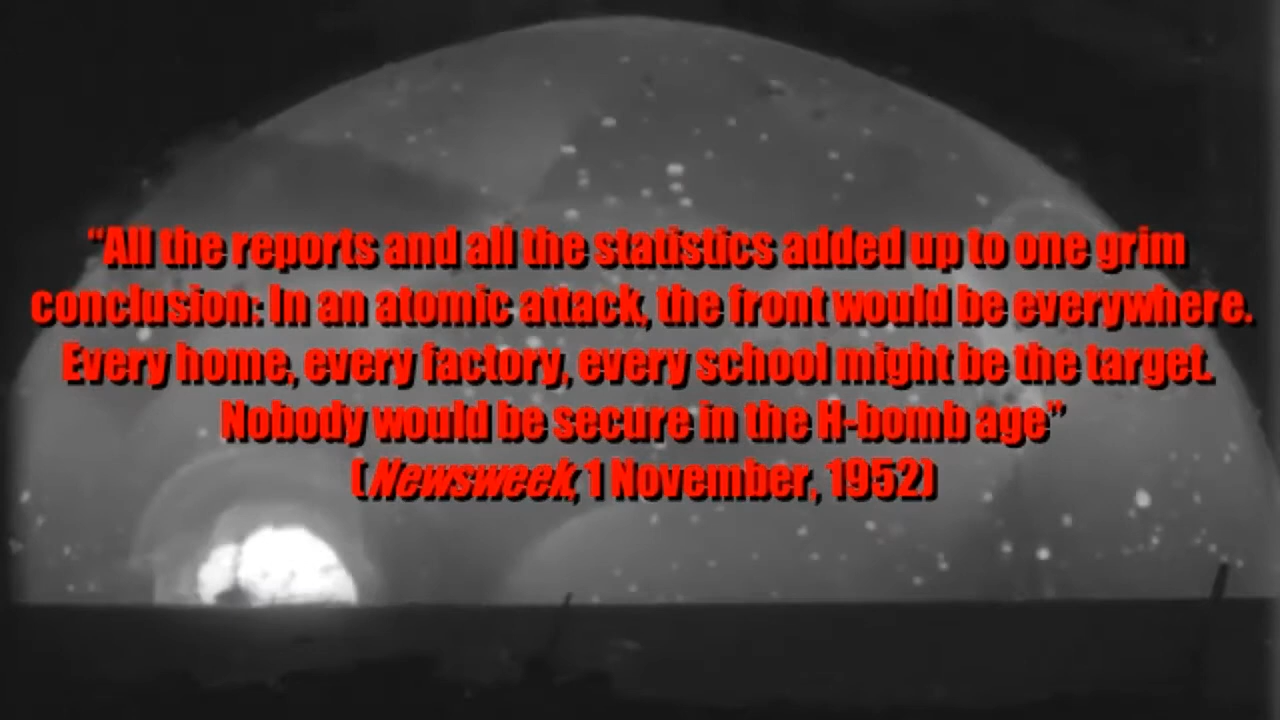 “All the reports and all the statistics added up to one grim
conclusion: In an atomic attack, the front would be everywhere.
Every home, every factory, every school might be the target.
Nobody would be secure in the H-bomb age”
(Newsweek, 1 November, 1952)